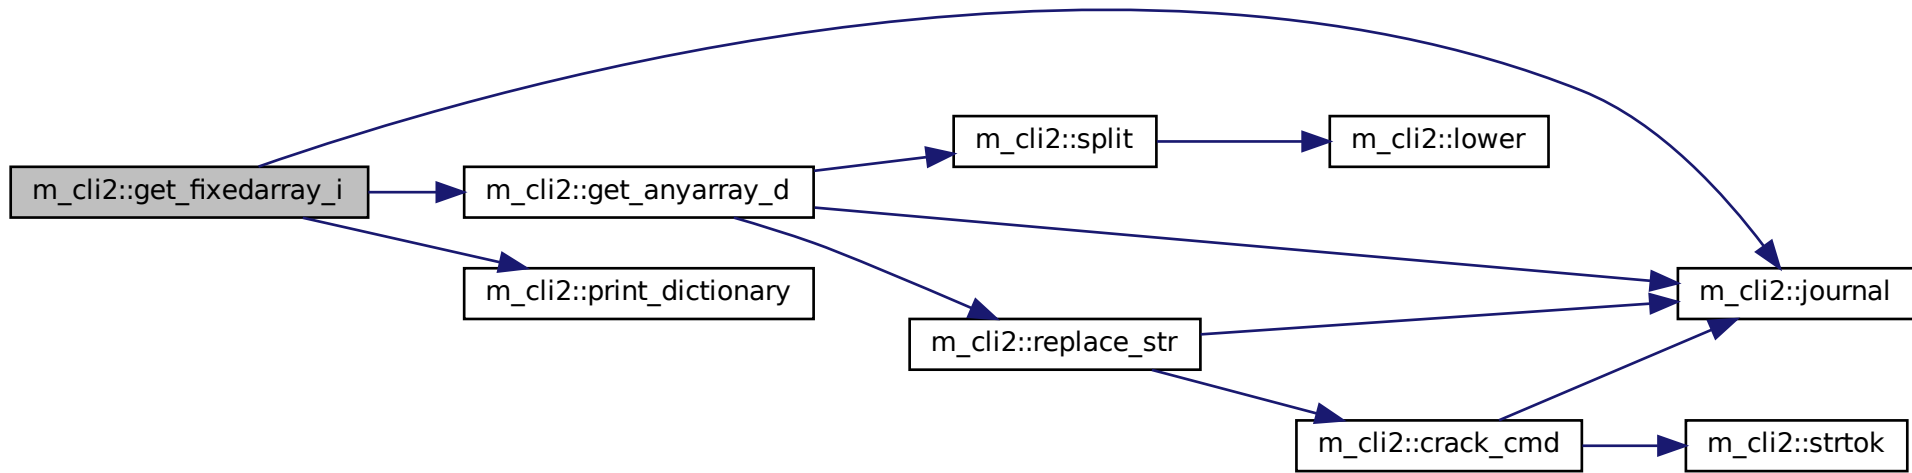 m_cli2::split
m_cli2::lower
m_cli2::get_fixedarray_i
m_cli2::get_anyarray_d
m_cli2::print_dictionary
m_cli2::journal
m_cli2::replace_str
m_cli2::crack_cmd
m_cli2::strtok